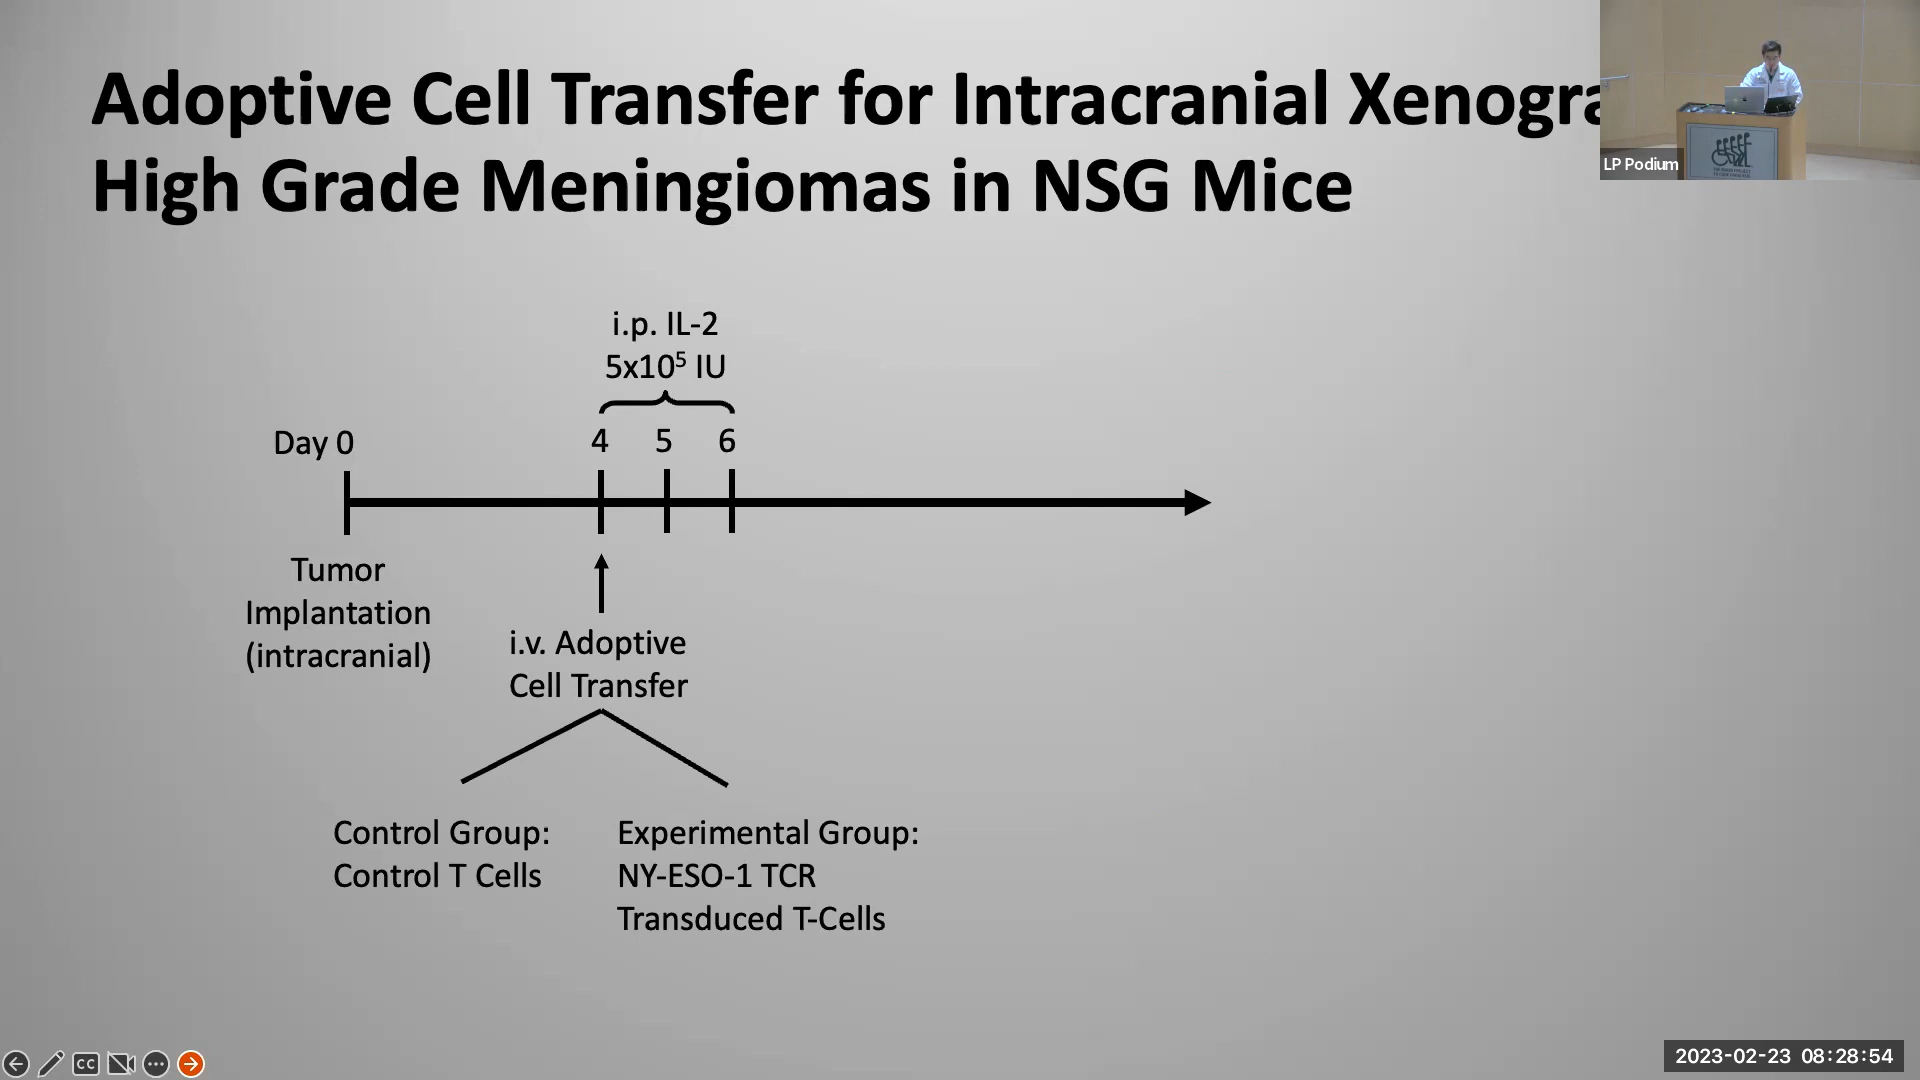 Adoptive Cell Transfer for Intracranial Xenogra
High Grade Meningiomas in NSG Mice
LP Podium
i.p. IL-2
5x10⁵ IU
Day 0
4
5
6
Tumor
Implantation
(intracranial)
i.v. Adoptive
Cell Transfer
Control Group:
Control T Cells
Experimental Group:
NY-ESO-1 TCR
Transduced T-Cells
CC
2023-02-23 08:28:54